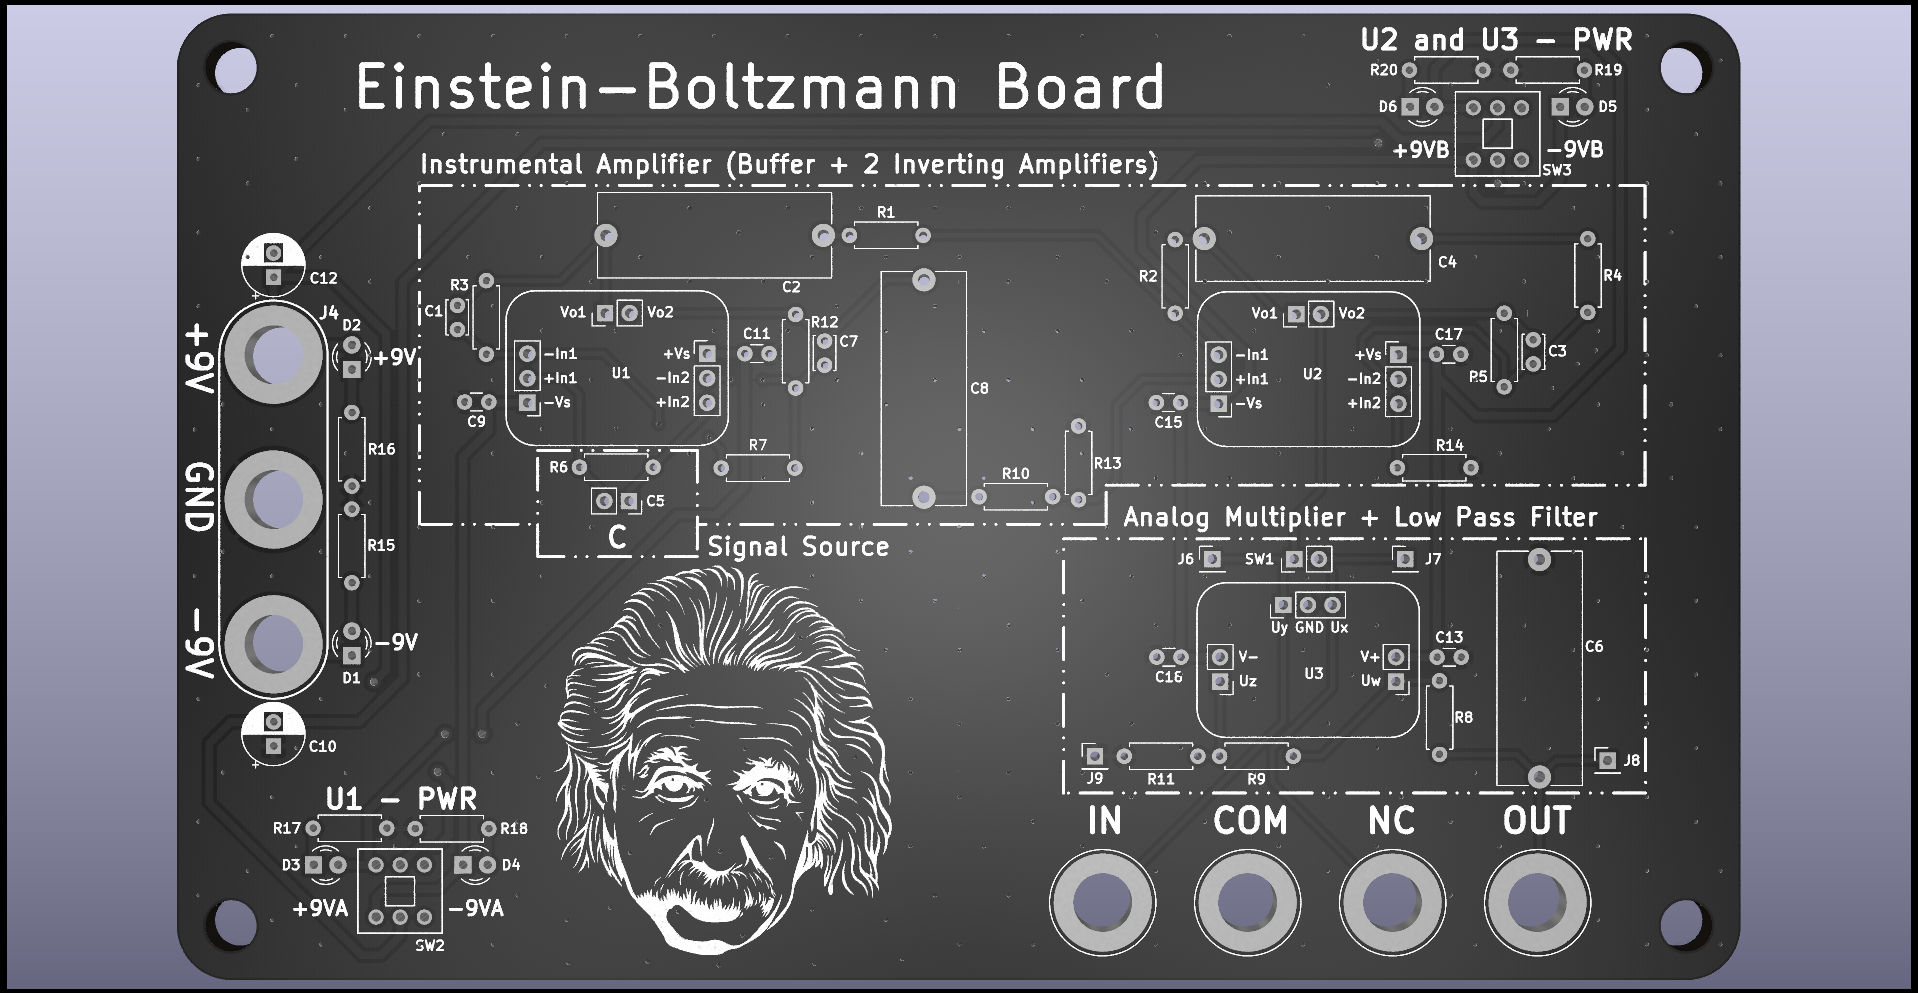 U2 and U3 - PWR
R20 R19
Einstein-Boltzmann Board
D6 D5
+9VB -9VB
SW3
Instrumental Amplifier (Buffer + 2 Inverting Amplifiers)
R1
C12
R3 C2 R2 C4 R4
C1 Vo1 Vo2 R12 Vo1 Vo2
J4
D2 C11 C7 C17 C3
+9V +9V
-In1 +Vs -In1 +Vs
+In1 U1 -In2 +In1 U2 -In2 R5
-Vs +In2 C8 -Vs +In2
C9 C15
R16 R7 R14
R6 R10 R13
GND C5
C
Signal Source
Analog Multiplier + Low Pass Filter
R15
J6 SW1 J7
Uy GND Ux
-9V -9V
V- V+ C13 C6
D1 C16 Uz U3 Uw
R8
C10
J9 R11 R9 J8
U1 - PWR
IN COM NC OUT
R17 R18
D3 D4
+9VA -9VA
SW2